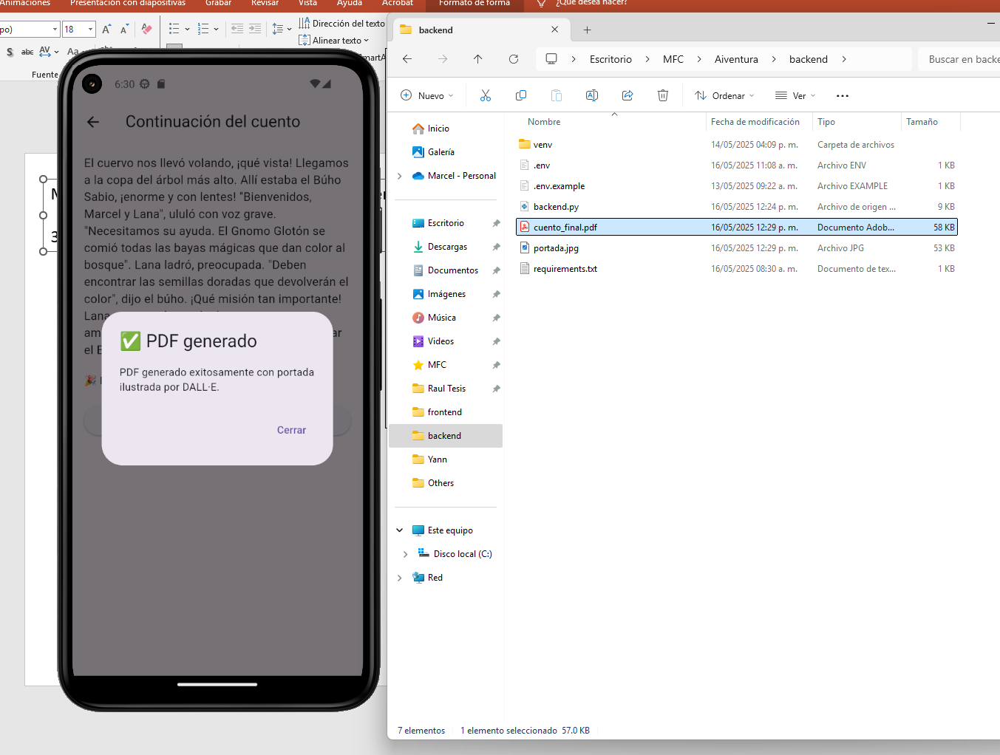 Animaciones Presentación con diapositivas Grabar Revisar Vista Ayuda Acrobat Formato de forma ¿Qué desea hacer?
po) 18 A A Dirección del texto
S abc AV Aa Alinear texto
Fuente
6:30
Continuación del cuento
El cuervo nos llevó volando, ¡qué vista! Llegamos
a la copa del árbol más alto. Allí estaba el Búho
Sabio, ¡enorme y con lentes! "Bienvenidos,
Marcel y Lana", ululó con voz grave.
"Necesitamos su ayuda. El Gnomo Glotón se
comió todas las bayas mágicas que dan color al
bosque". Lana ladró, preocupada. "Deben
encontrar las semillas doradas que devolverán el
color", dijo el búho. ¡Qué misión tan importante!
Lana
✅ PDF generado
PDF generado exitosamente con portada
ilustrada por DALL·E.
Cerrar
backend
Escritorio > MFC > Aiventura > backend >
Buscar en backe
Nuevo
Ordenar
Ver
Inicio
Galería
Marcel - Personal
Escritorio
Descargas
Documentos
Imágenes
Música
Videos
MFC
Raul Tesis
frontend
backend
Yann
Others
Este equipo
Disco local (C:)
Red
Nombre Fecha de modificación Tipo Tamaño
venv 14/05/2025 04:09 p. m. Carpeta de archivos
.env 16/05/2025 11:08 a. m. Archivo ENV 1 KB
.env.example 13/05/2025 09:22 a. m. Archivo EXAMPLE 1 KB
backend.py 16/05/2025 12:24 p. m. Archivo de origen ... 9 KB
cuento_final.pdf 16/05/2025 12:29 p. m. Documento Adob... 58 KB
portada.jpg 16/05/2025 12:29 p. m. Archivo JPG 53 KB
requirements.txt 16/05/2025 08:30 a. m. Documento de tex... 1 KB
7 elementos 1 elemento seleccionado 57.0 KB